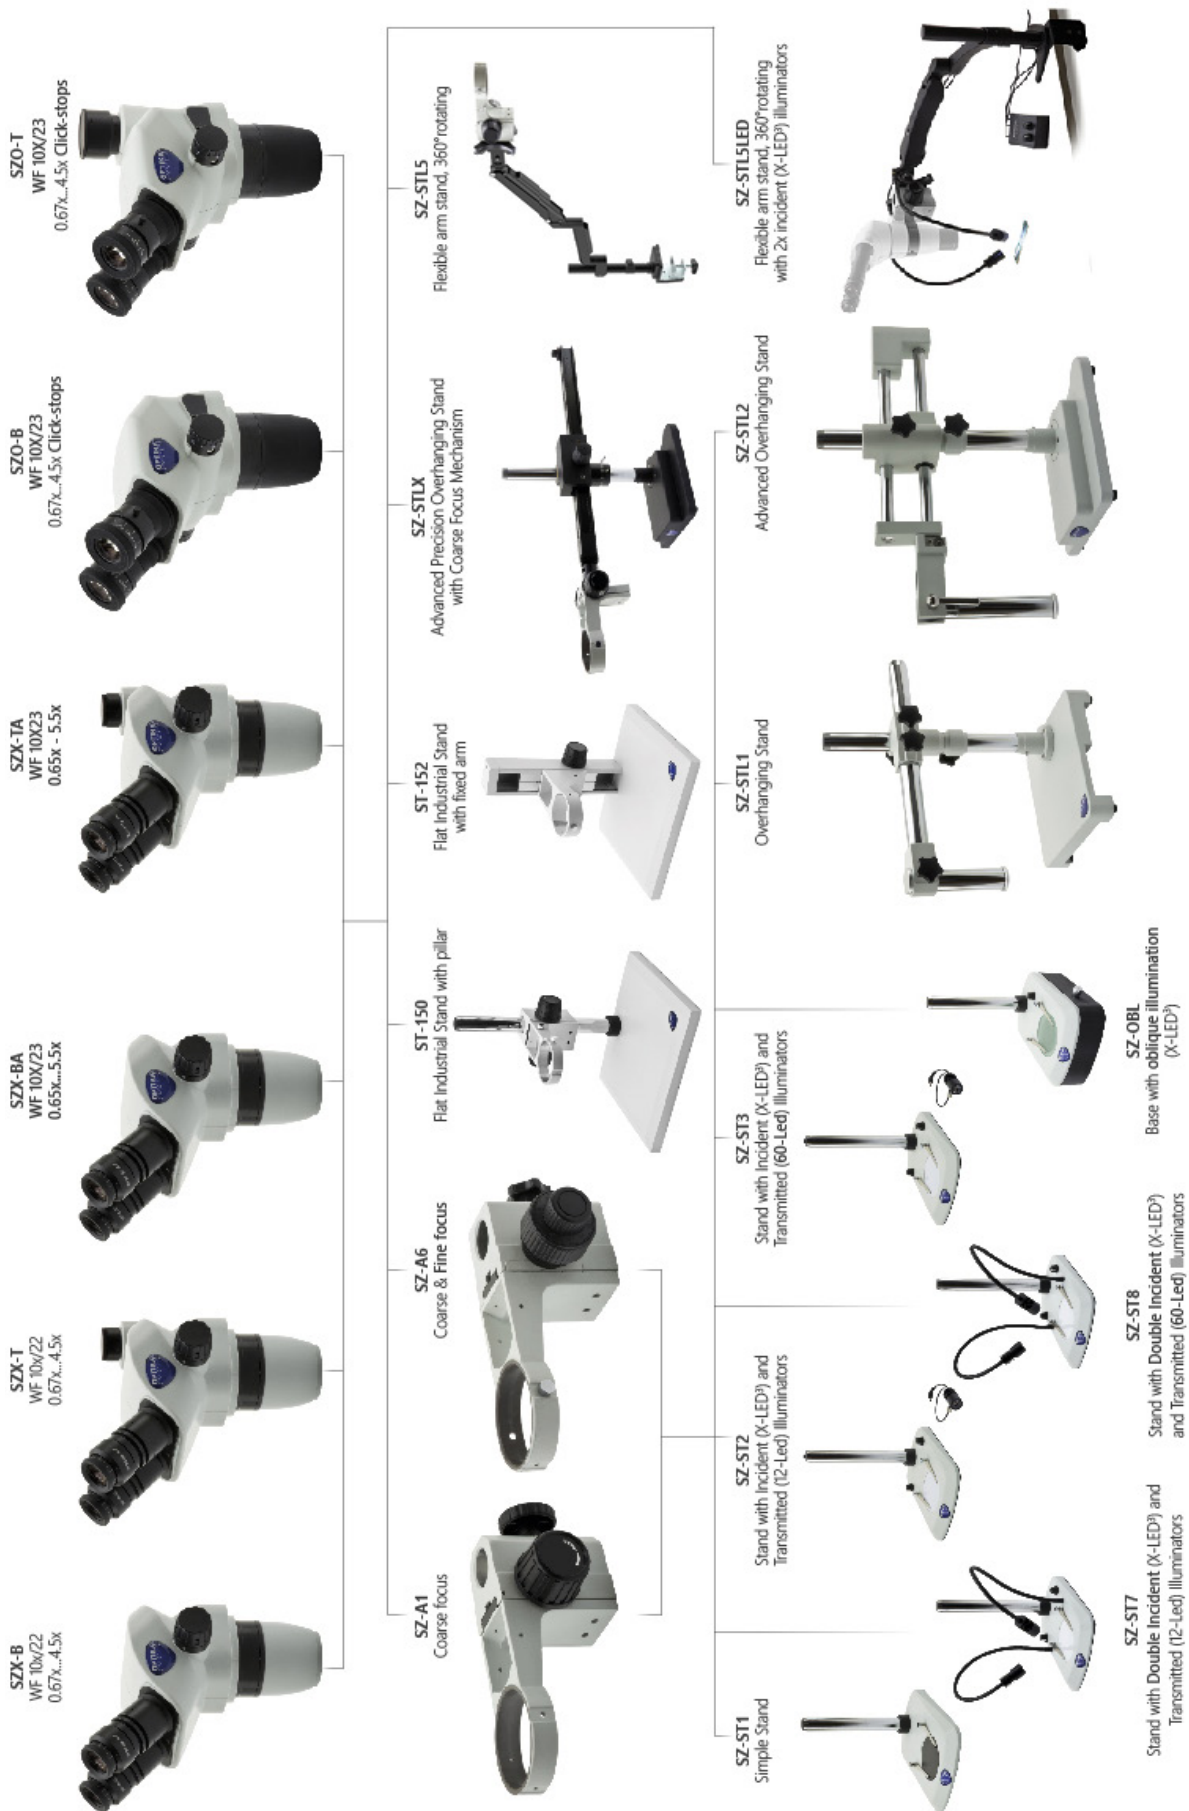 SZX-B
WF 10x/22
0.67x...4.5x
SZX-T
WF 10x/22
0.67x...4.5x
SZX-BA
WF 10X/23
0.65x...5.5x
SZX-TA
WF 10X23
0.65x - 5.5x
SZO-B
WF 10X/23
0.67x...4.5x Click-stops
SZO-T
WF 10X/23
0.67x...4.5x Click-stops
SZ-A1
Coarse focus
SZ-A6
Coarse & Fine focus
ST-150
Flat Industrial Stand with pillar
ST-152
Flat Industrial Stand
with fixed arm
SZ-STLX
Advanced Precision Overhanging Stand
with Coarse Focus Mechanism
SZ-STL5
Flexible arm stand, 360°rotating
SZ-ST1
Simple Stand
SZ-ST2
Stand with Incident (X-LED³) and
Transmitted (12-Led) Illuminators
SZ-ST3
Stand with Incident (X-LED³) and
Transmitted (60-Led) Illuminators
SZ-STL1
Overhanging Stand
SZ-STL2
Advanced Overhanging Stand
SZ-STL5LED
Flexible arm stand, 360°rotating
with 2x incident (X-LED³) illuminators
SZ-ST7
Stand with Double Incident (X-LED³) and
Transmitted (12-Led) Illuminators
SZ-ST8
Stand with Double Incident (X-LED³)
and Transmitted (60-Led) Illuminators
SZ-OBL
Base with oblique illumination
(X-LED³)